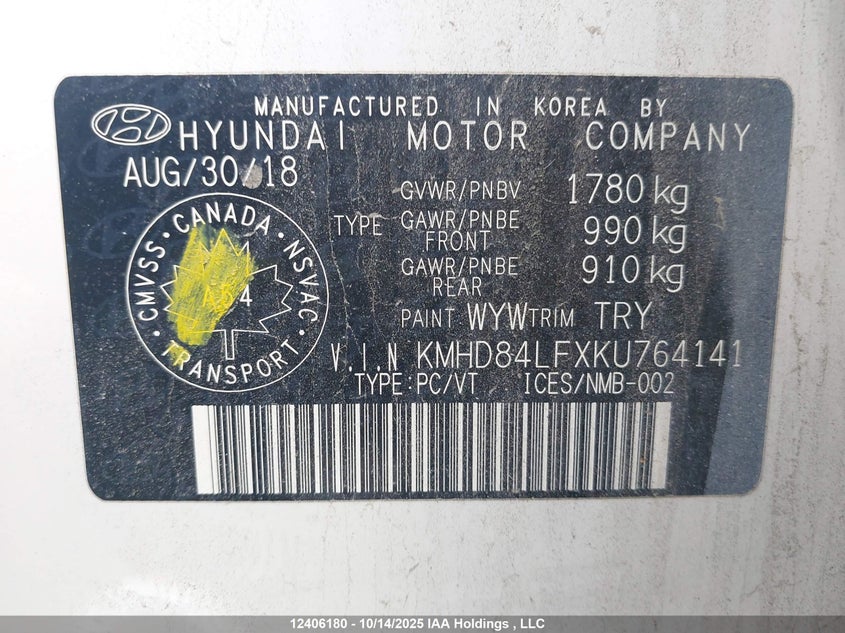 MANUFACTURED IN KOREA BY
HYUNDAI MOTOR COMPANY
AUG/30/18
GVWR/PNBV 1780 kg
TYPE GAWR/PNBE FRONT 990 kg
GAWR/PNBE REAR 910 kg
PAINT WYW TRIM TRY
CMVSS · CANADA · NSVAC · TRANSPORT ·
V.I.N KMHD84LFXKU764141
TYPE:PC/VT ICES/NMB-002
12406180 - 10/14/2025 IAA Holdings , LLC